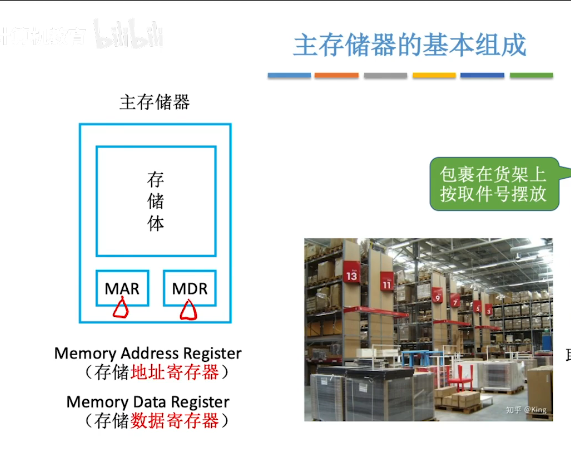 bilibili
主存储器的基本组成
主存储器
存
储
体
MAR
MDR
Memory Address Register
（存储地址寄存器）
Memory Data Register
（存储数据寄存器）
包裹在货架上
按取件号摆放
13
11
9
7
知乎 @King